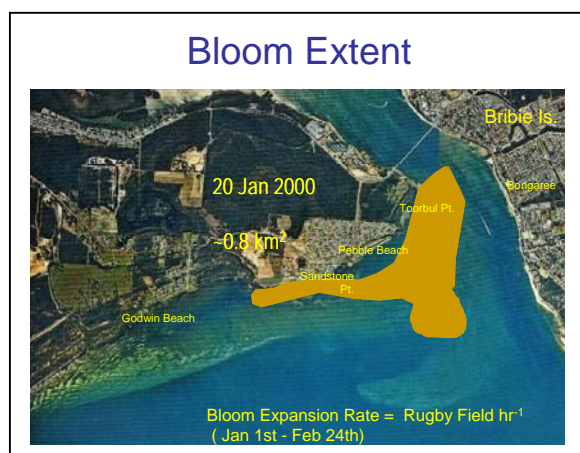 Bloom Extent
Bribie Is.
20 Jan 2000
Bongaree
Toorbul Pt.
~0.8 km²
Pebble Beach
Sandstone
Pt.
Godwin Beach
Bloom Expansion Rate = Rugby Field hr⁻¹
( Jan 1st - Feb 24th)